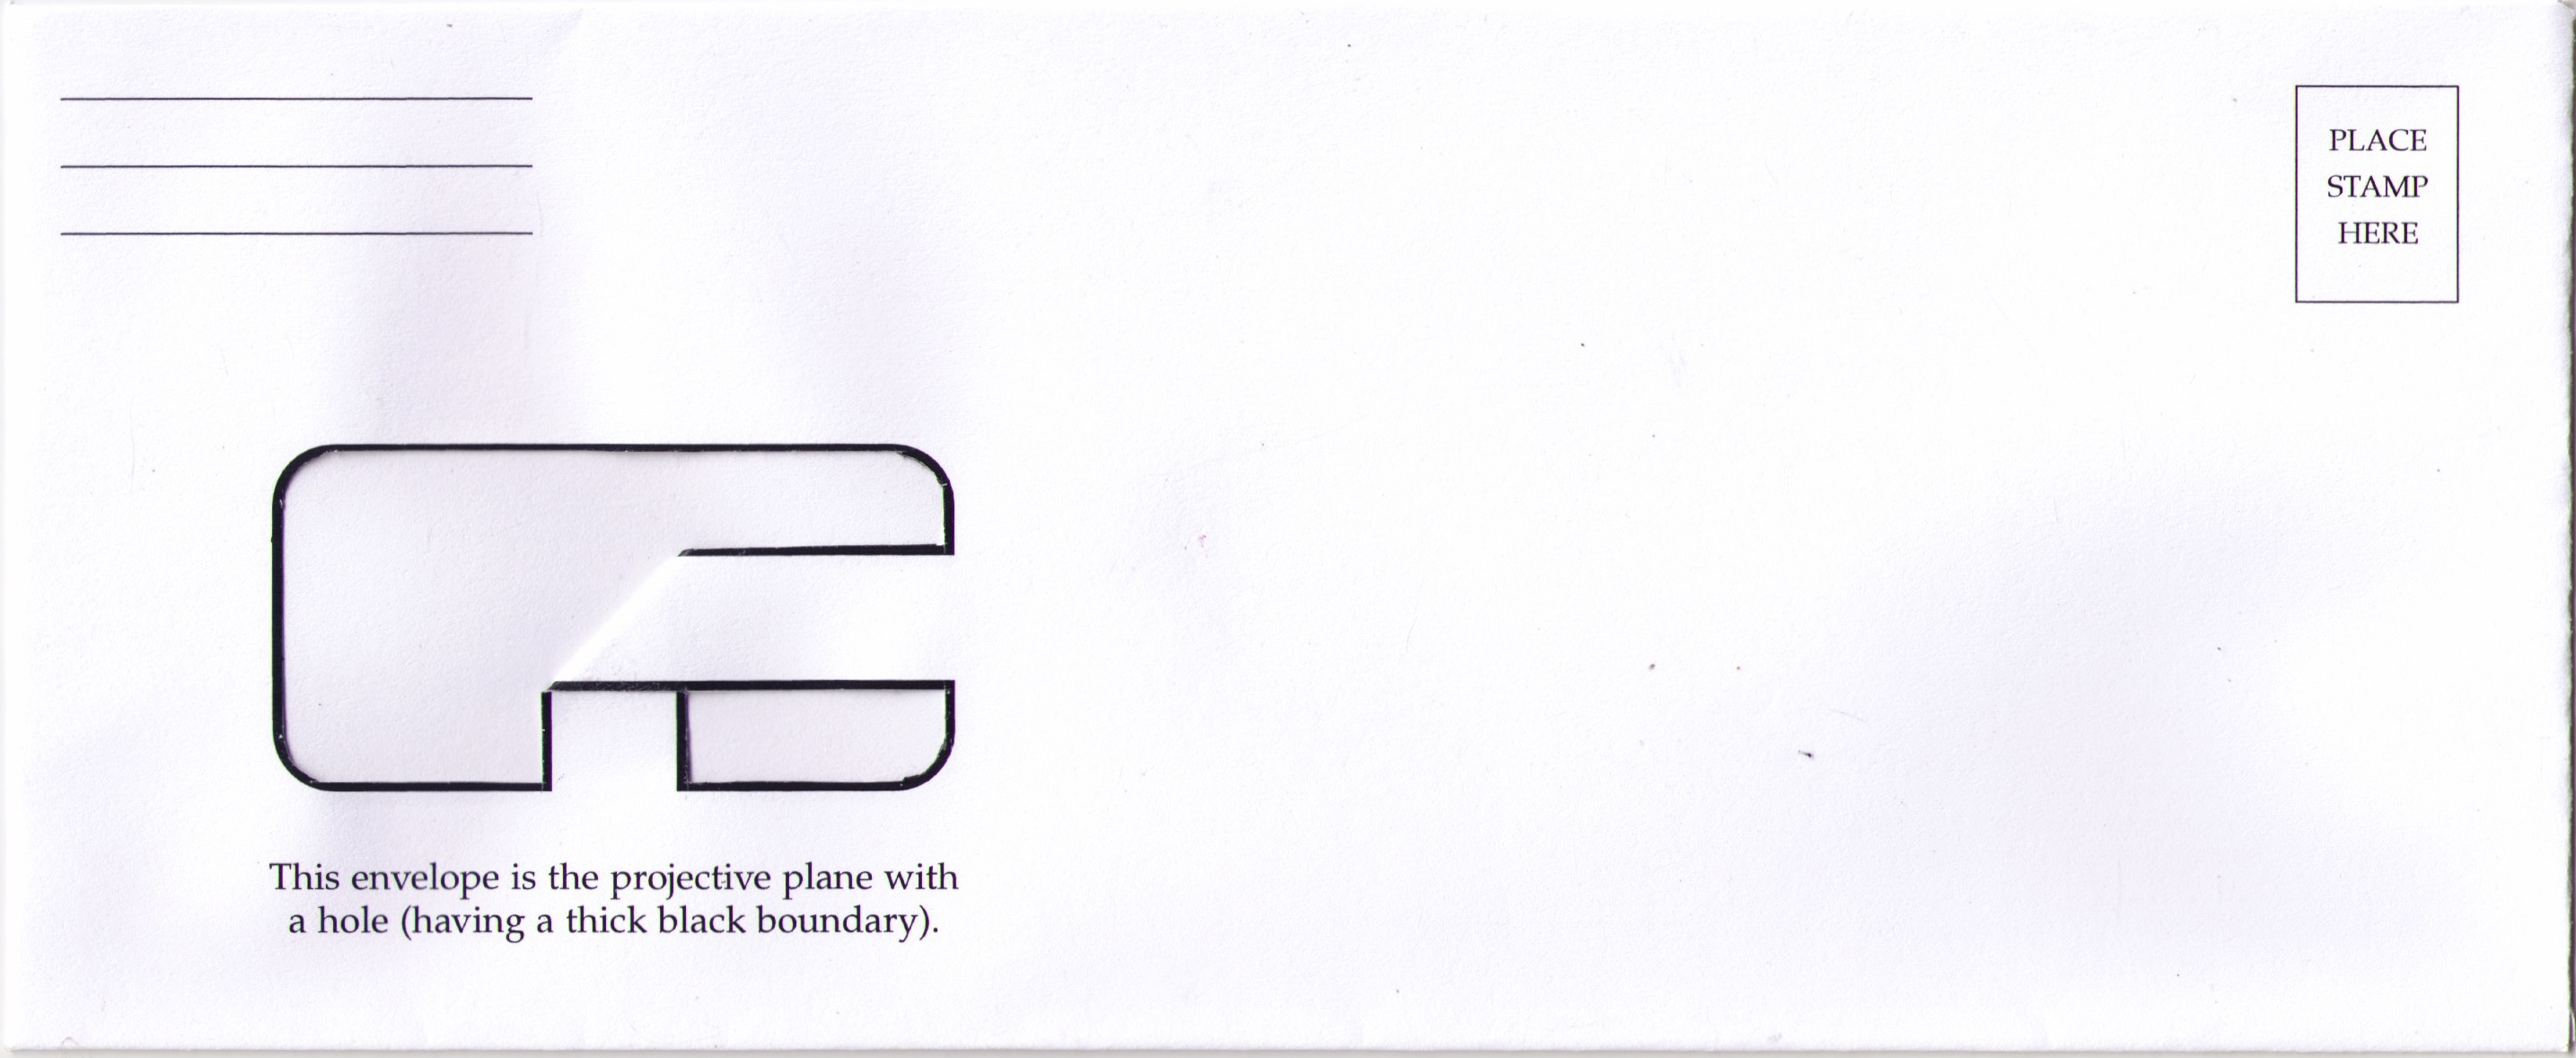 PLACE
STAMP
HERE
This envelope is the projective plane with
a hole (having a thick black boundary).